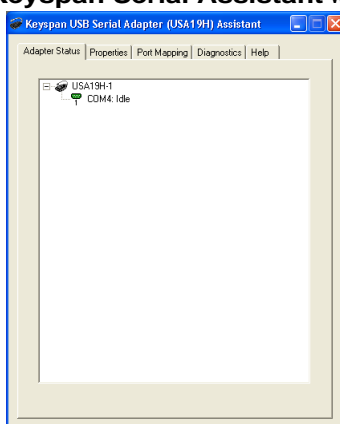 Keyspan Serial Assistant
Keyspan USB Serial Adapter (USA19H) Assistant
Adapter Status Properties Port Mapping Diagnostics Help
USA19H-1
1 COM4: Idle